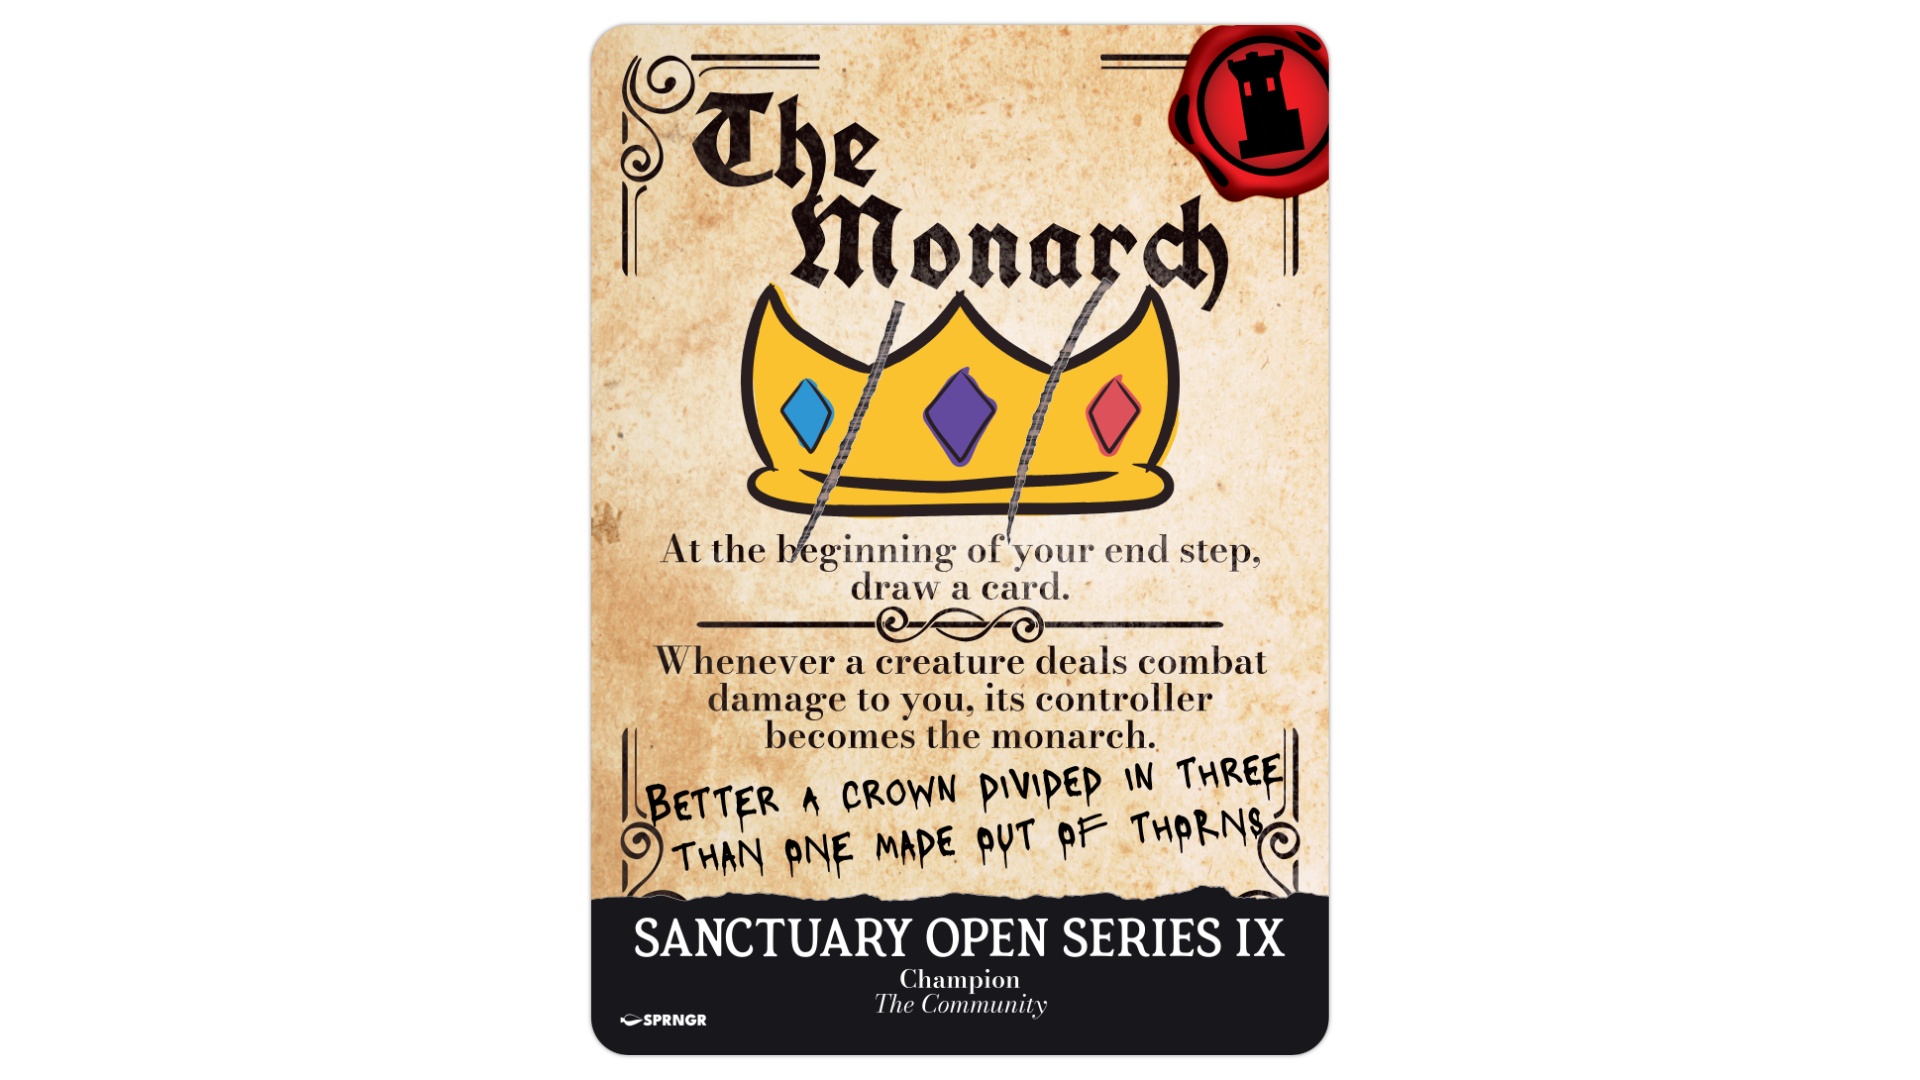 The
Monarch
At the beginning of your end step,
draw a card.
Whenever a creature deals combat
damage to you, its controller
becomes the monarch.
BETTER A CROWN DIVIDED IN THREE
THAN ONE MADE OUT OF THORNS
SANCTUARY OPEN SERIES IX
Champion
The Community
SPRNGR